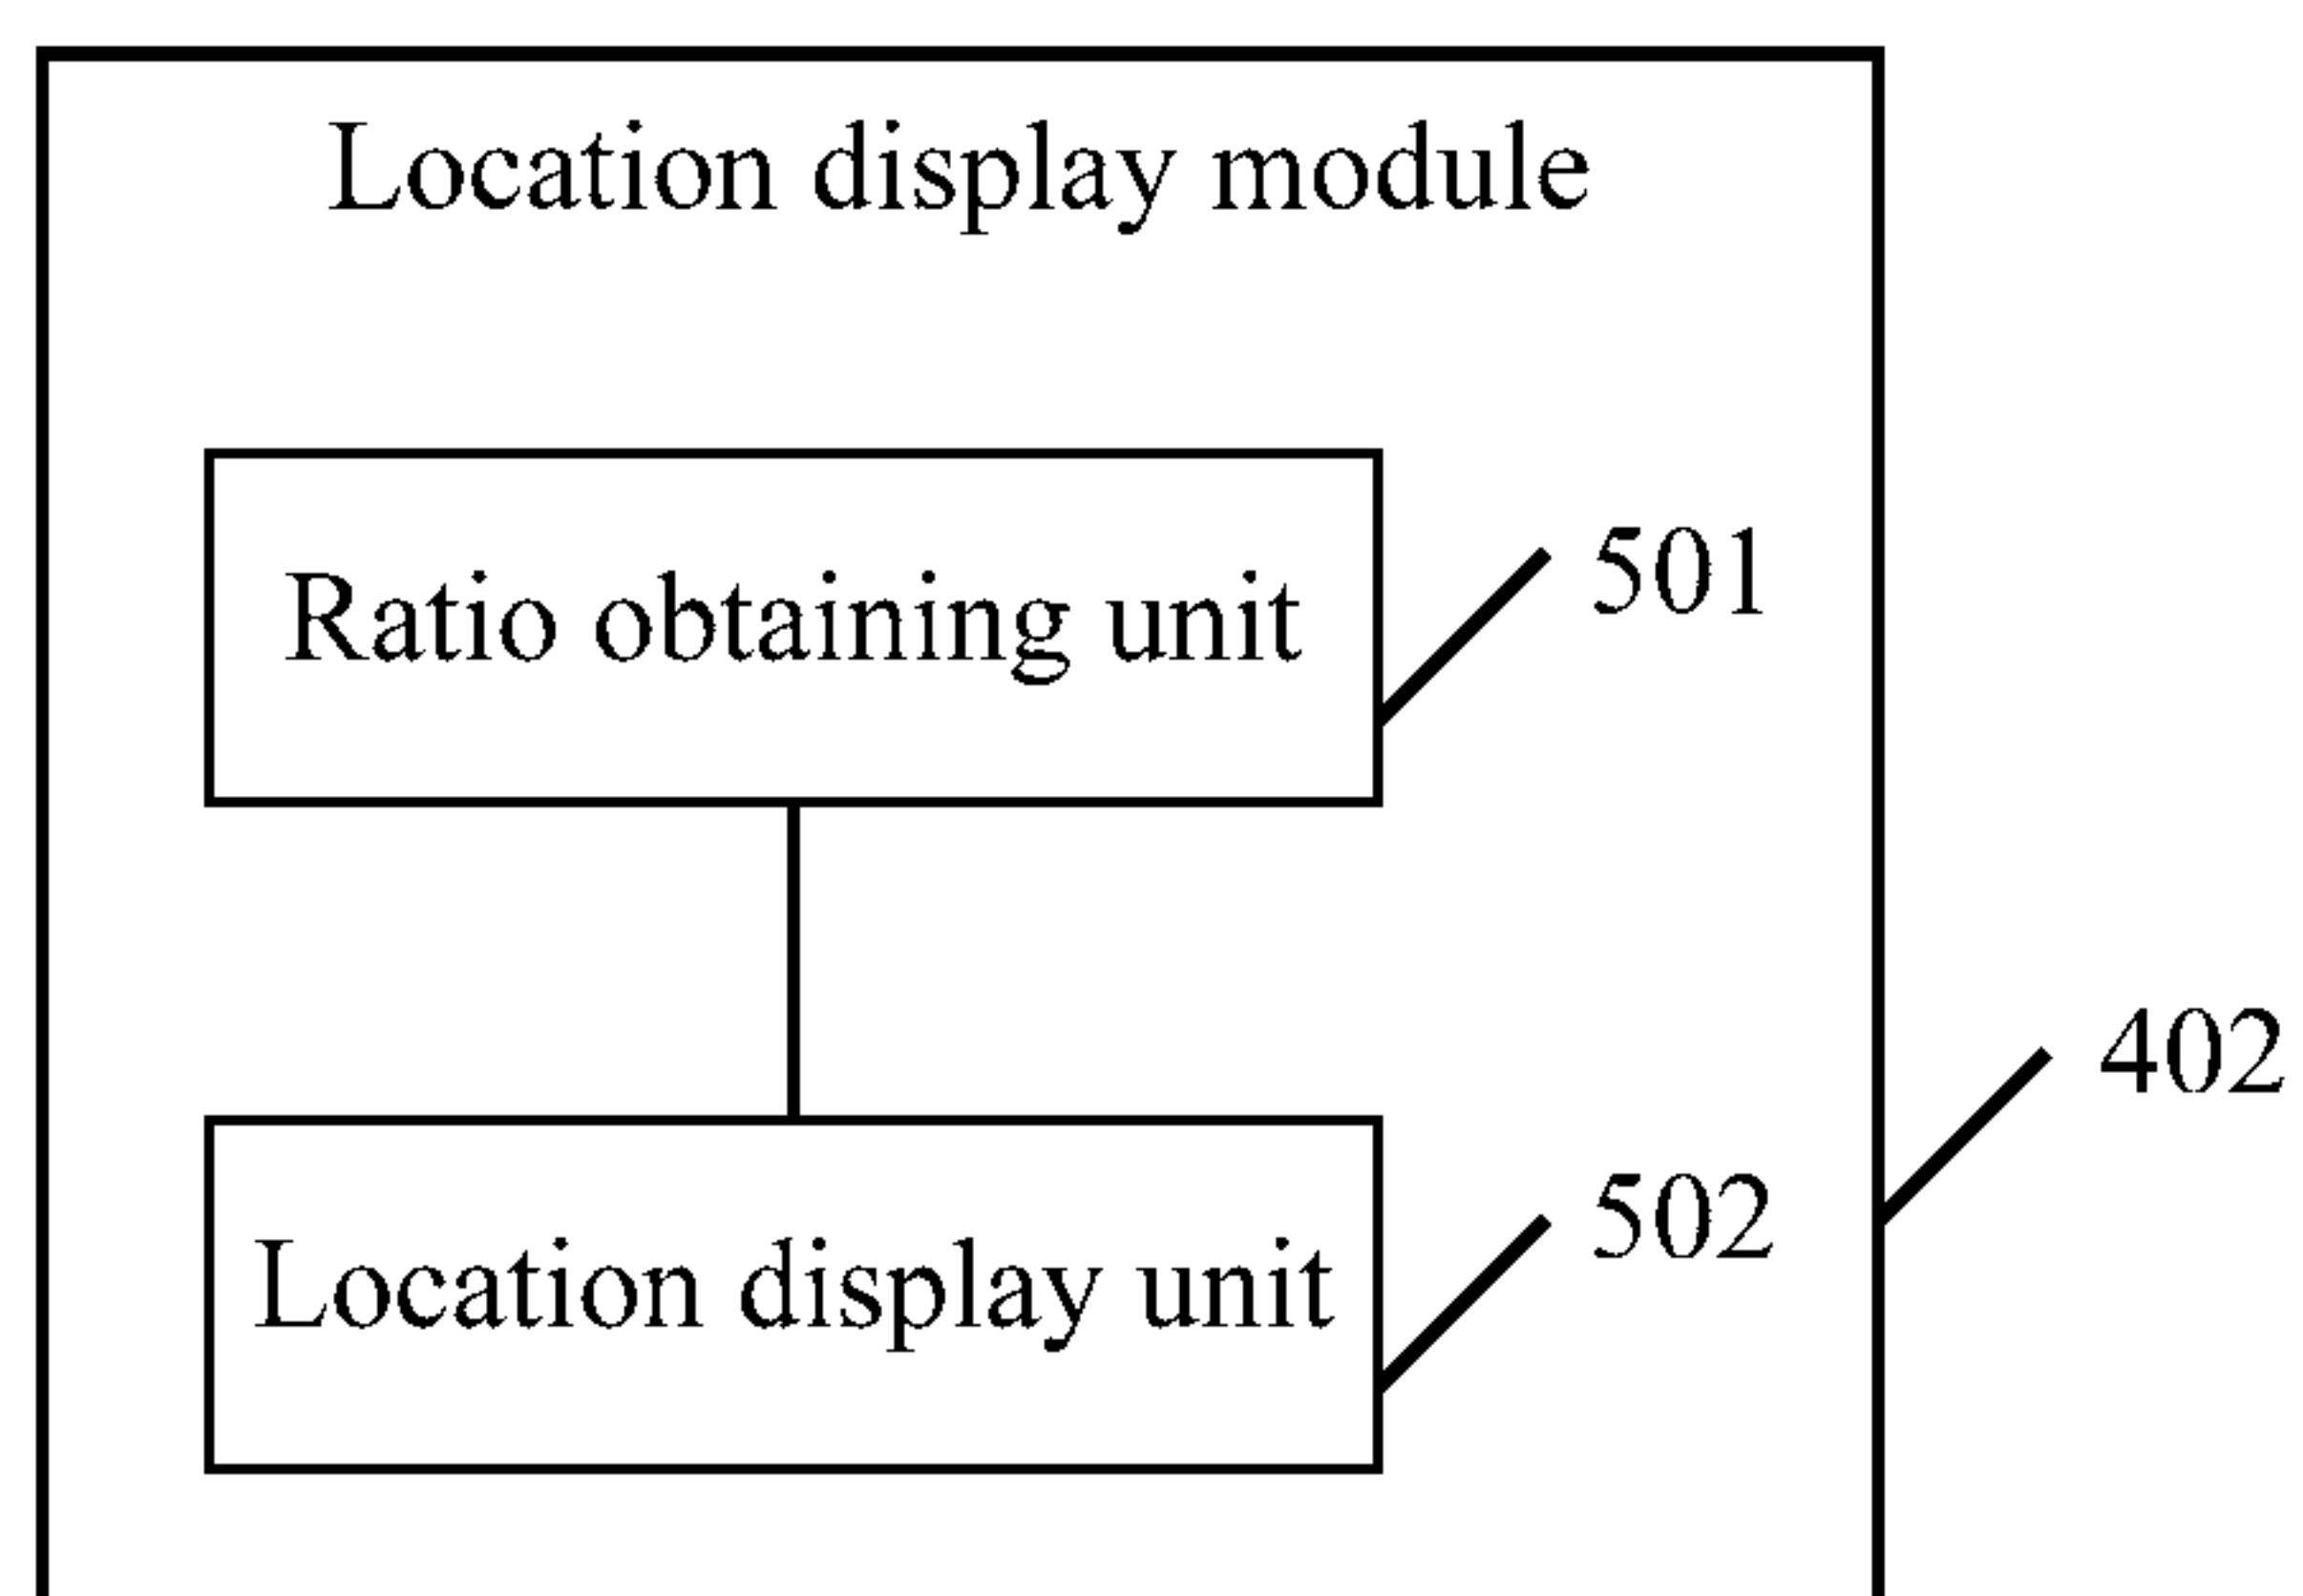 Location display module
Ratio obtaining unit
501
402
Location display unit
502